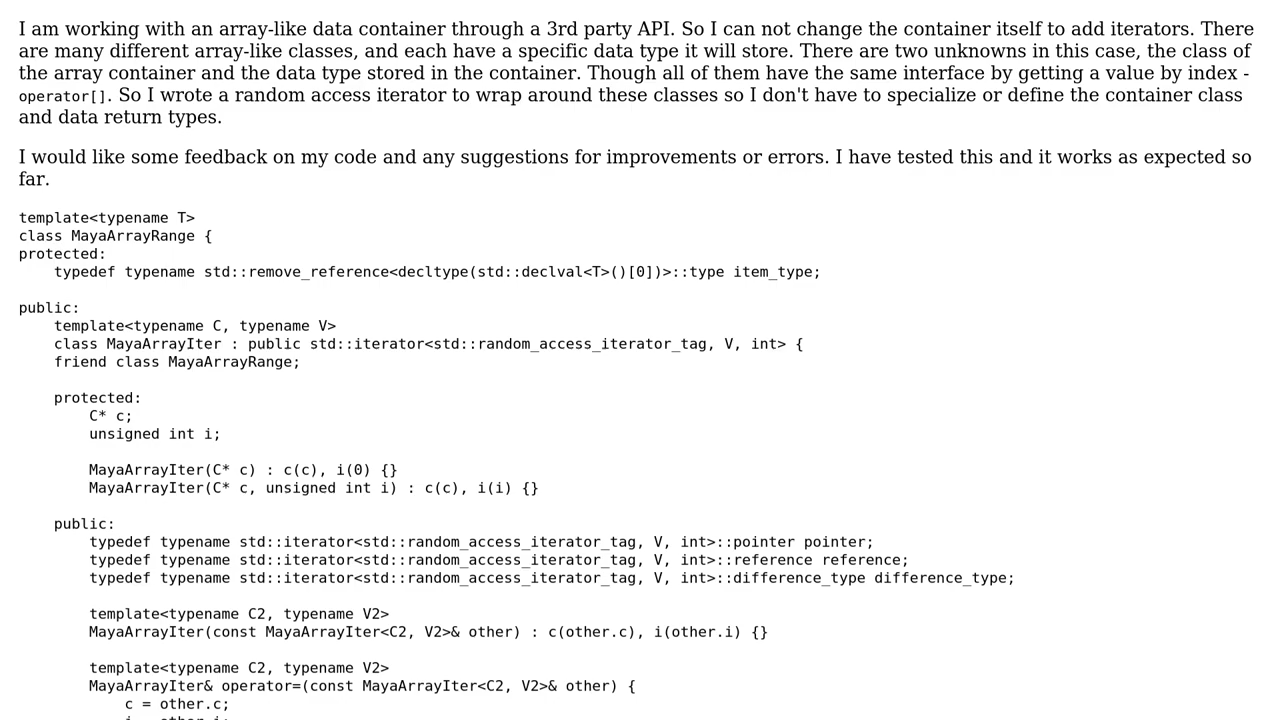 I am working with an array-like data container through a 3rd party API. So I can not change the container itself to add iterators. There
are many different array-like classes, and each have a specific data type it will store. There are two unknowns in this case, the class of
the array container and the data type stored in the container. Though all of them have the same interface by getting a value by index -
operator[]. So I wrote a random access iterator to wrap around these classes so I don't have to specialize or define the container class
and data return types.
I would like some feedback on my code and any suggestions for improvements or errors. I have tested this and it works as expected so
far.
template<typename T>
class MayaArrayRange {
protected:
    typedef typename std::remove_reference<decltype(std::declval<T>()[0])>::type item_type;
public:
    template<typename C, typename V>
    class MayaArrayIter : public std::iterator<std::random_access_iterator_tag, V, int> {
    friend class MayaArrayRange;
    protected:
        C* c;
        unsigned int i;
        MayaArrayIter(C* c) : c(c), i(0) {}
        MayaArrayIter(C* c, unsigned int i) : c(c), i(i) {}
    public:
        typedef typename std::iterator<std::random_access_iterator_tag, V, int>::pointer pointer;
        typedef typename std::iterator<std::random_access_iterator_tag, V, int>::reference reference;
        typedef typename std::iterator<std::random_access_iterator_tag, V, int>::difference_type difference_type;
        template<typename C2, typename V2>
        MayaArrayIter(const MayaArrayIter<C2, V2>& other) : c(other.c), i(other.i) {}
        template<typename C2, typename V2>
        MayaArrayIter& operator=(const MayaArrayIter<C2, V2>& other) {
            c = other.c;